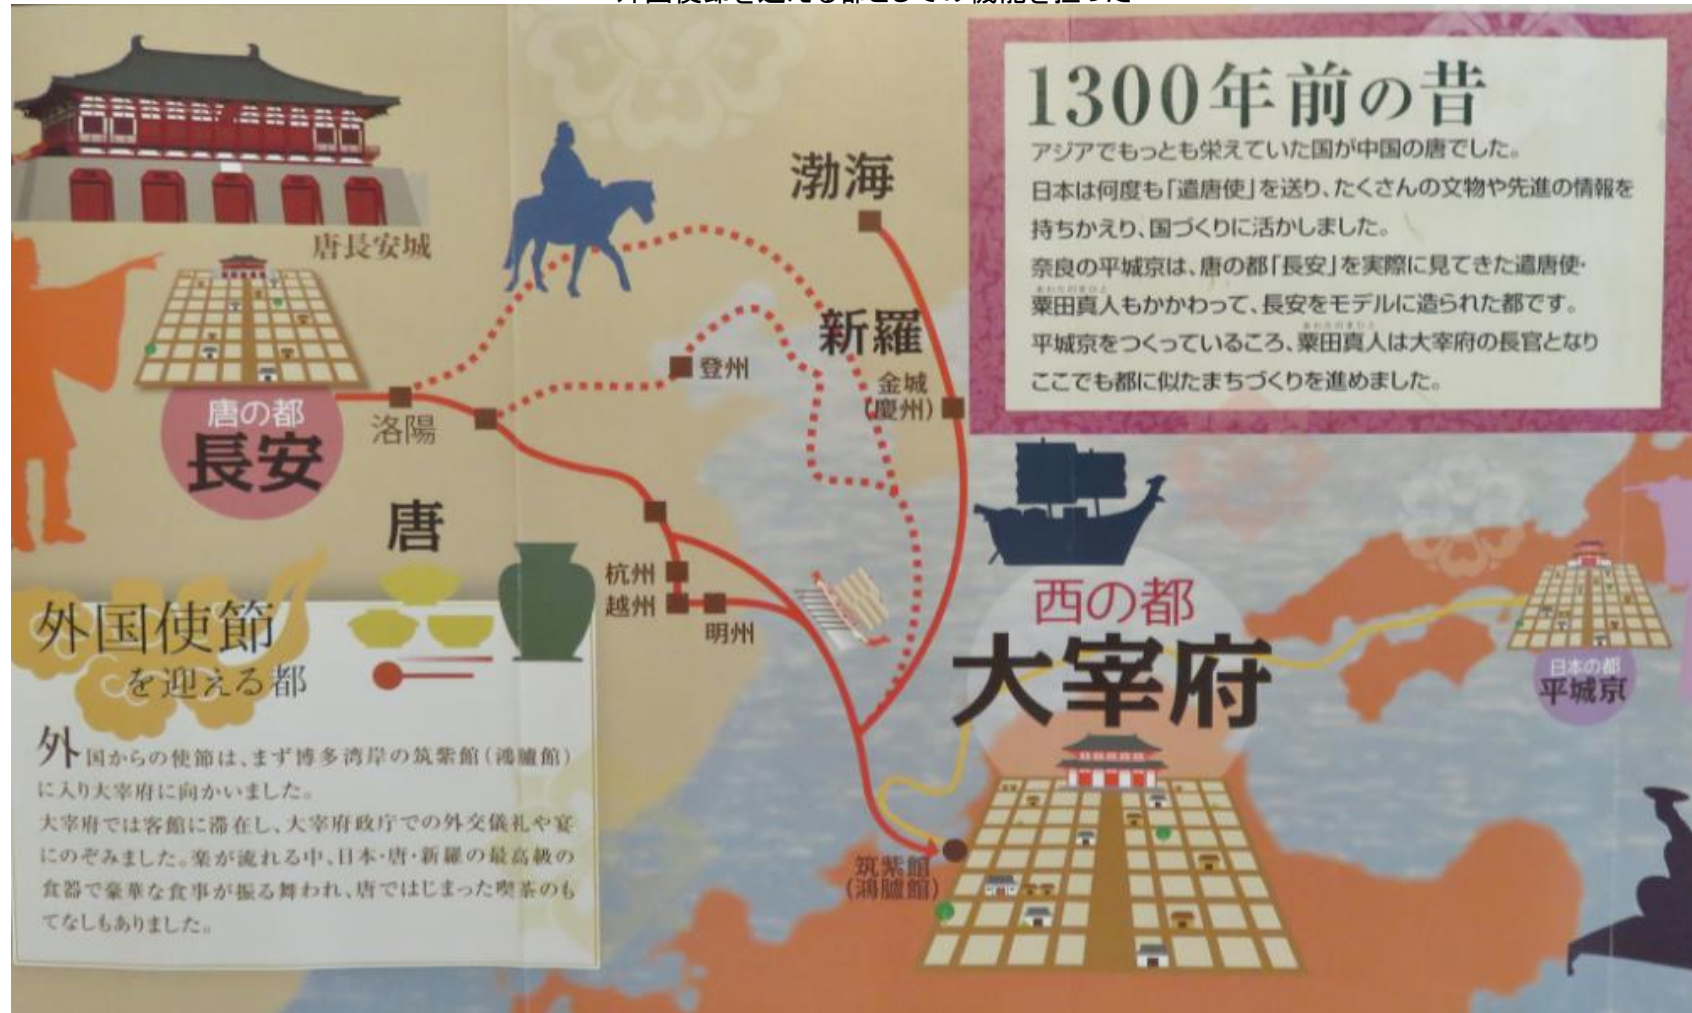 1300年前の昔
アジアでもっとも栄えていた国が中国の唐でした。
日本は何度も「遣唐使」を送り、たくさんの文物や先進の情報を
持ちかえり、国づくりに活かしました。
奈良の平城京は、唐の都「長安」を実際に見てきた遣唐使・
あわたのまひと
粟田真人もかかわって、長安をモデルに造られた都です。
あわたのまひと
平城京をつくっているころ、粟田真人は大宰府の長官となり
ここでも都に似たまちづくりを進めました。
唐長安城
渤海
新羅
金城
(慶州)
登州
唐の都
長安
洛陽
唐
杭州
越州
明州
西の都
大宰府
日本の都
平城京
筑紫館
(鴻臚館)
外国使節
を迎える都
外国からの使節は、まず博多湾岸の筑紫館(鴻臚館)
に入り大宰府に向かいました。
大宰府では客館に滞在し、大宰府政庁での外交儀礼や宴
にのぞみました。楽が流れる中、日本・唐・新羅の最高級の
食器で豪華な食事が振る舞われ、唐ではじまった喫茶のも
てなしもありました。